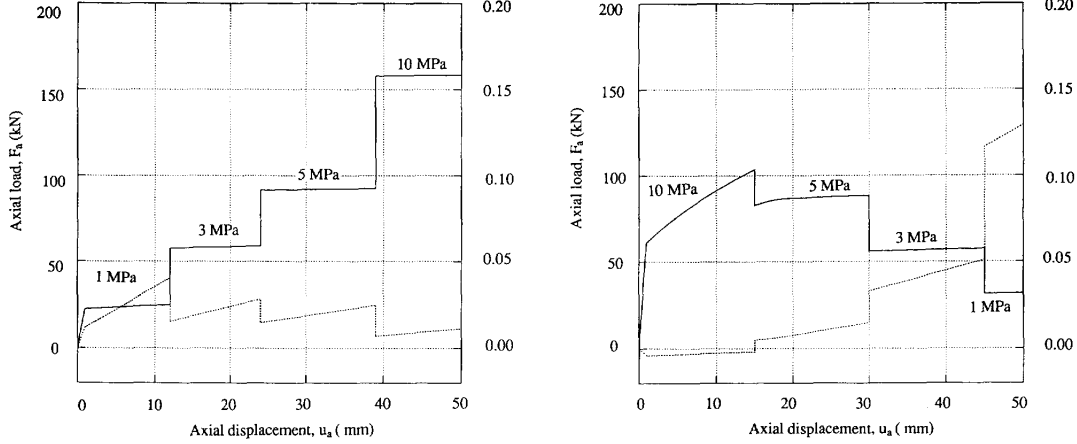 200
150
100
50
0
Axial load, Fa (kN)
1 MPa
3 MPa
5 MPa
10 MPa
0.20
0.15
0.10
0.05
0.00
0 10 20 30 40 50
Axial displacement, ua ( mm)
200
150
100
50
0
Axial load, Fa (kN)
10 MPa
5 MPa
3 MPa
1 MPa
0.20
0.15
0.10
0.05
0.00
0 10 20 30 40 50
Axial displacement, ua ( mm)